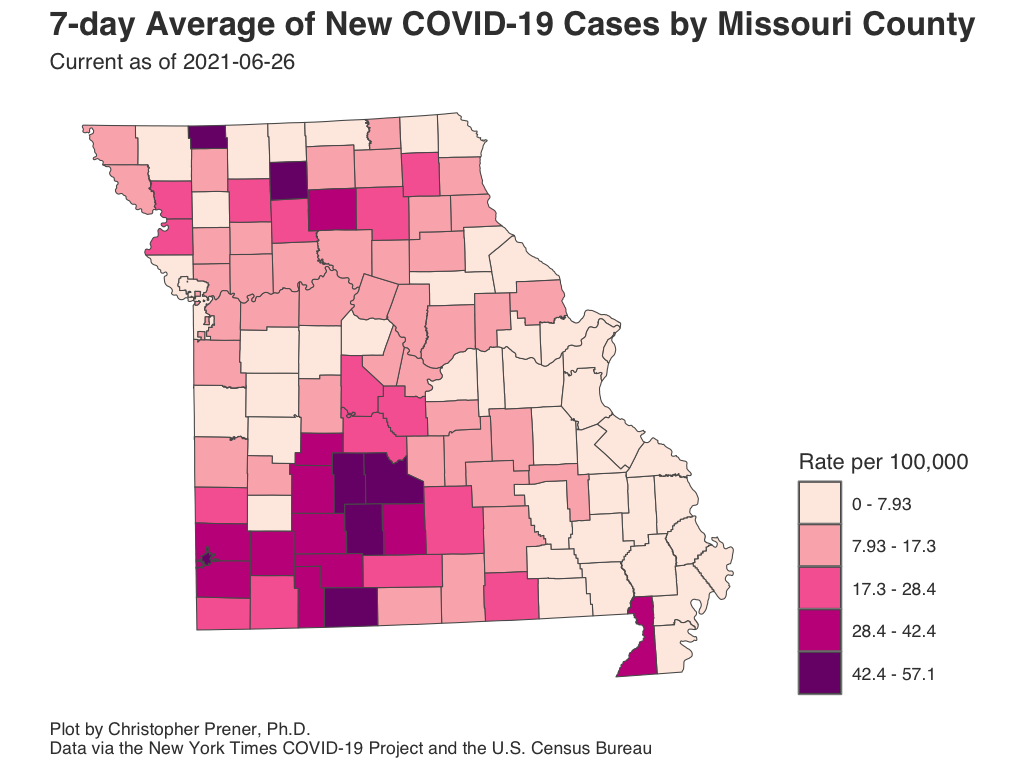 7-day Average of New COVID-19 Cases by Missouri County
Current as of 2021-06-26
Rate per 100,000
0 - 7.93
7.93 - 17.3
17.3 - 28.4
28.4 - 42.4
42.4 - 57.1
Plot by Christopher Prener, Ph.D.
Data via the New York Times COVID-19 Project and the U.S. Census Bureau